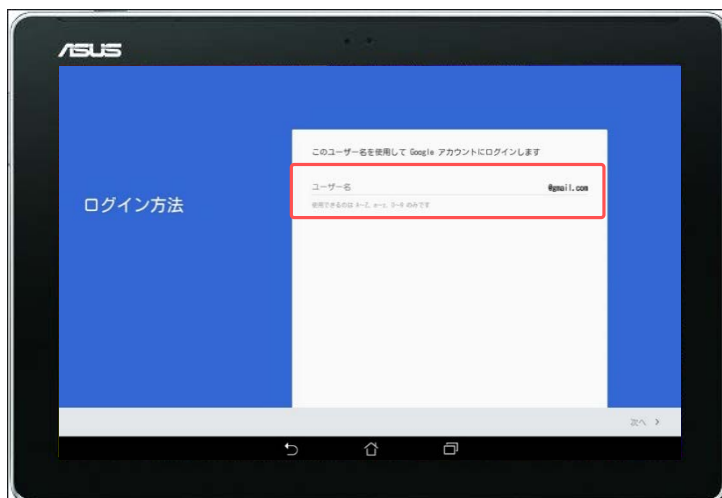 ASUS
このユーザー名を使用して Google アカウントにログインします
ユーザー名 @gmail.com
使用できるのは A-Z, a-z, 0-9 のみです
ログイン方法
次へ >